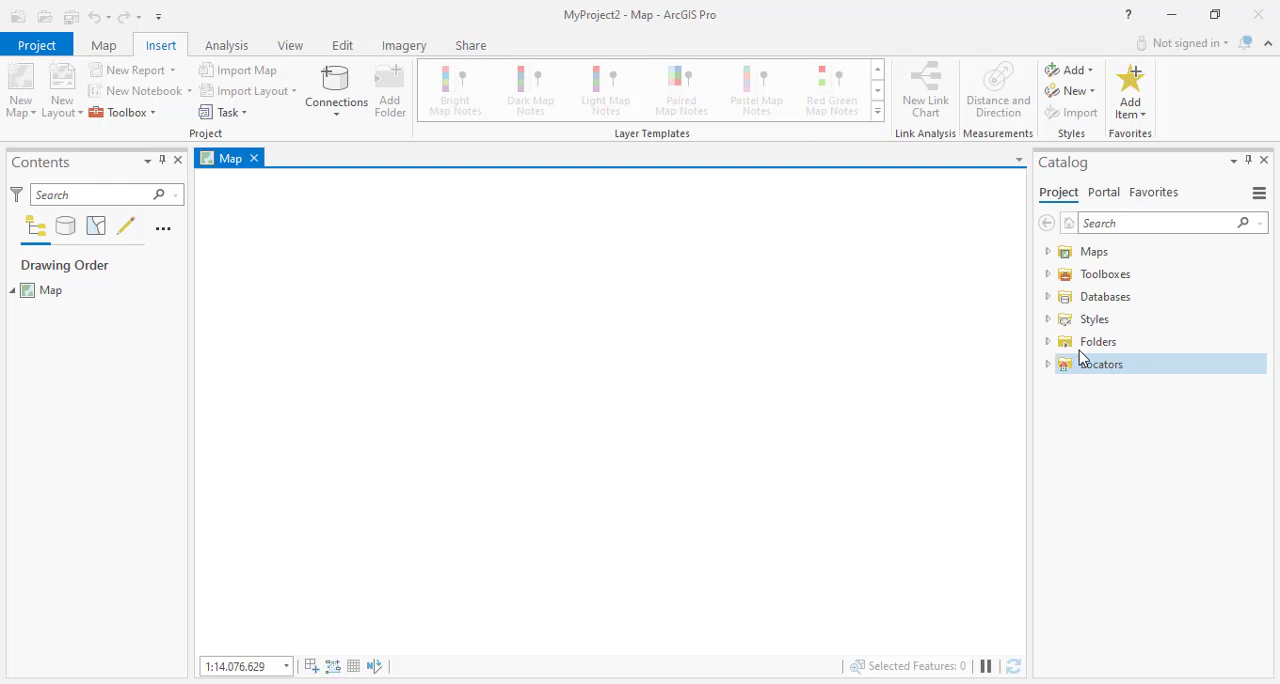 MyProject2 - Map - ArcGIS Pro
?
Project Map Insert Analysis View Edit Imagery Share
Not signed in
New Map
New Layout
New Report
New Notebook
Toolbox
Import Map
Import Layout
Task
Connections
Add Folder
Project
Bright Map Notes
Dark Map Notes
Light Map Notes
Paired Map Notes
Pastel Map Notes
Red Green Map Notes
Layer Templates
New Link Chart
Link Analysis
Distance and Direction
Measurements
Add
New
Import
Styles
Add Item
Favorites
Contents
Search
Drawing Order
Map
Map
1:14.076.629
Selected Features: 0
Catalog
Project Portal Favorites
Search
Maps
Toolboxes
Databases
Styles
Folders
Locators